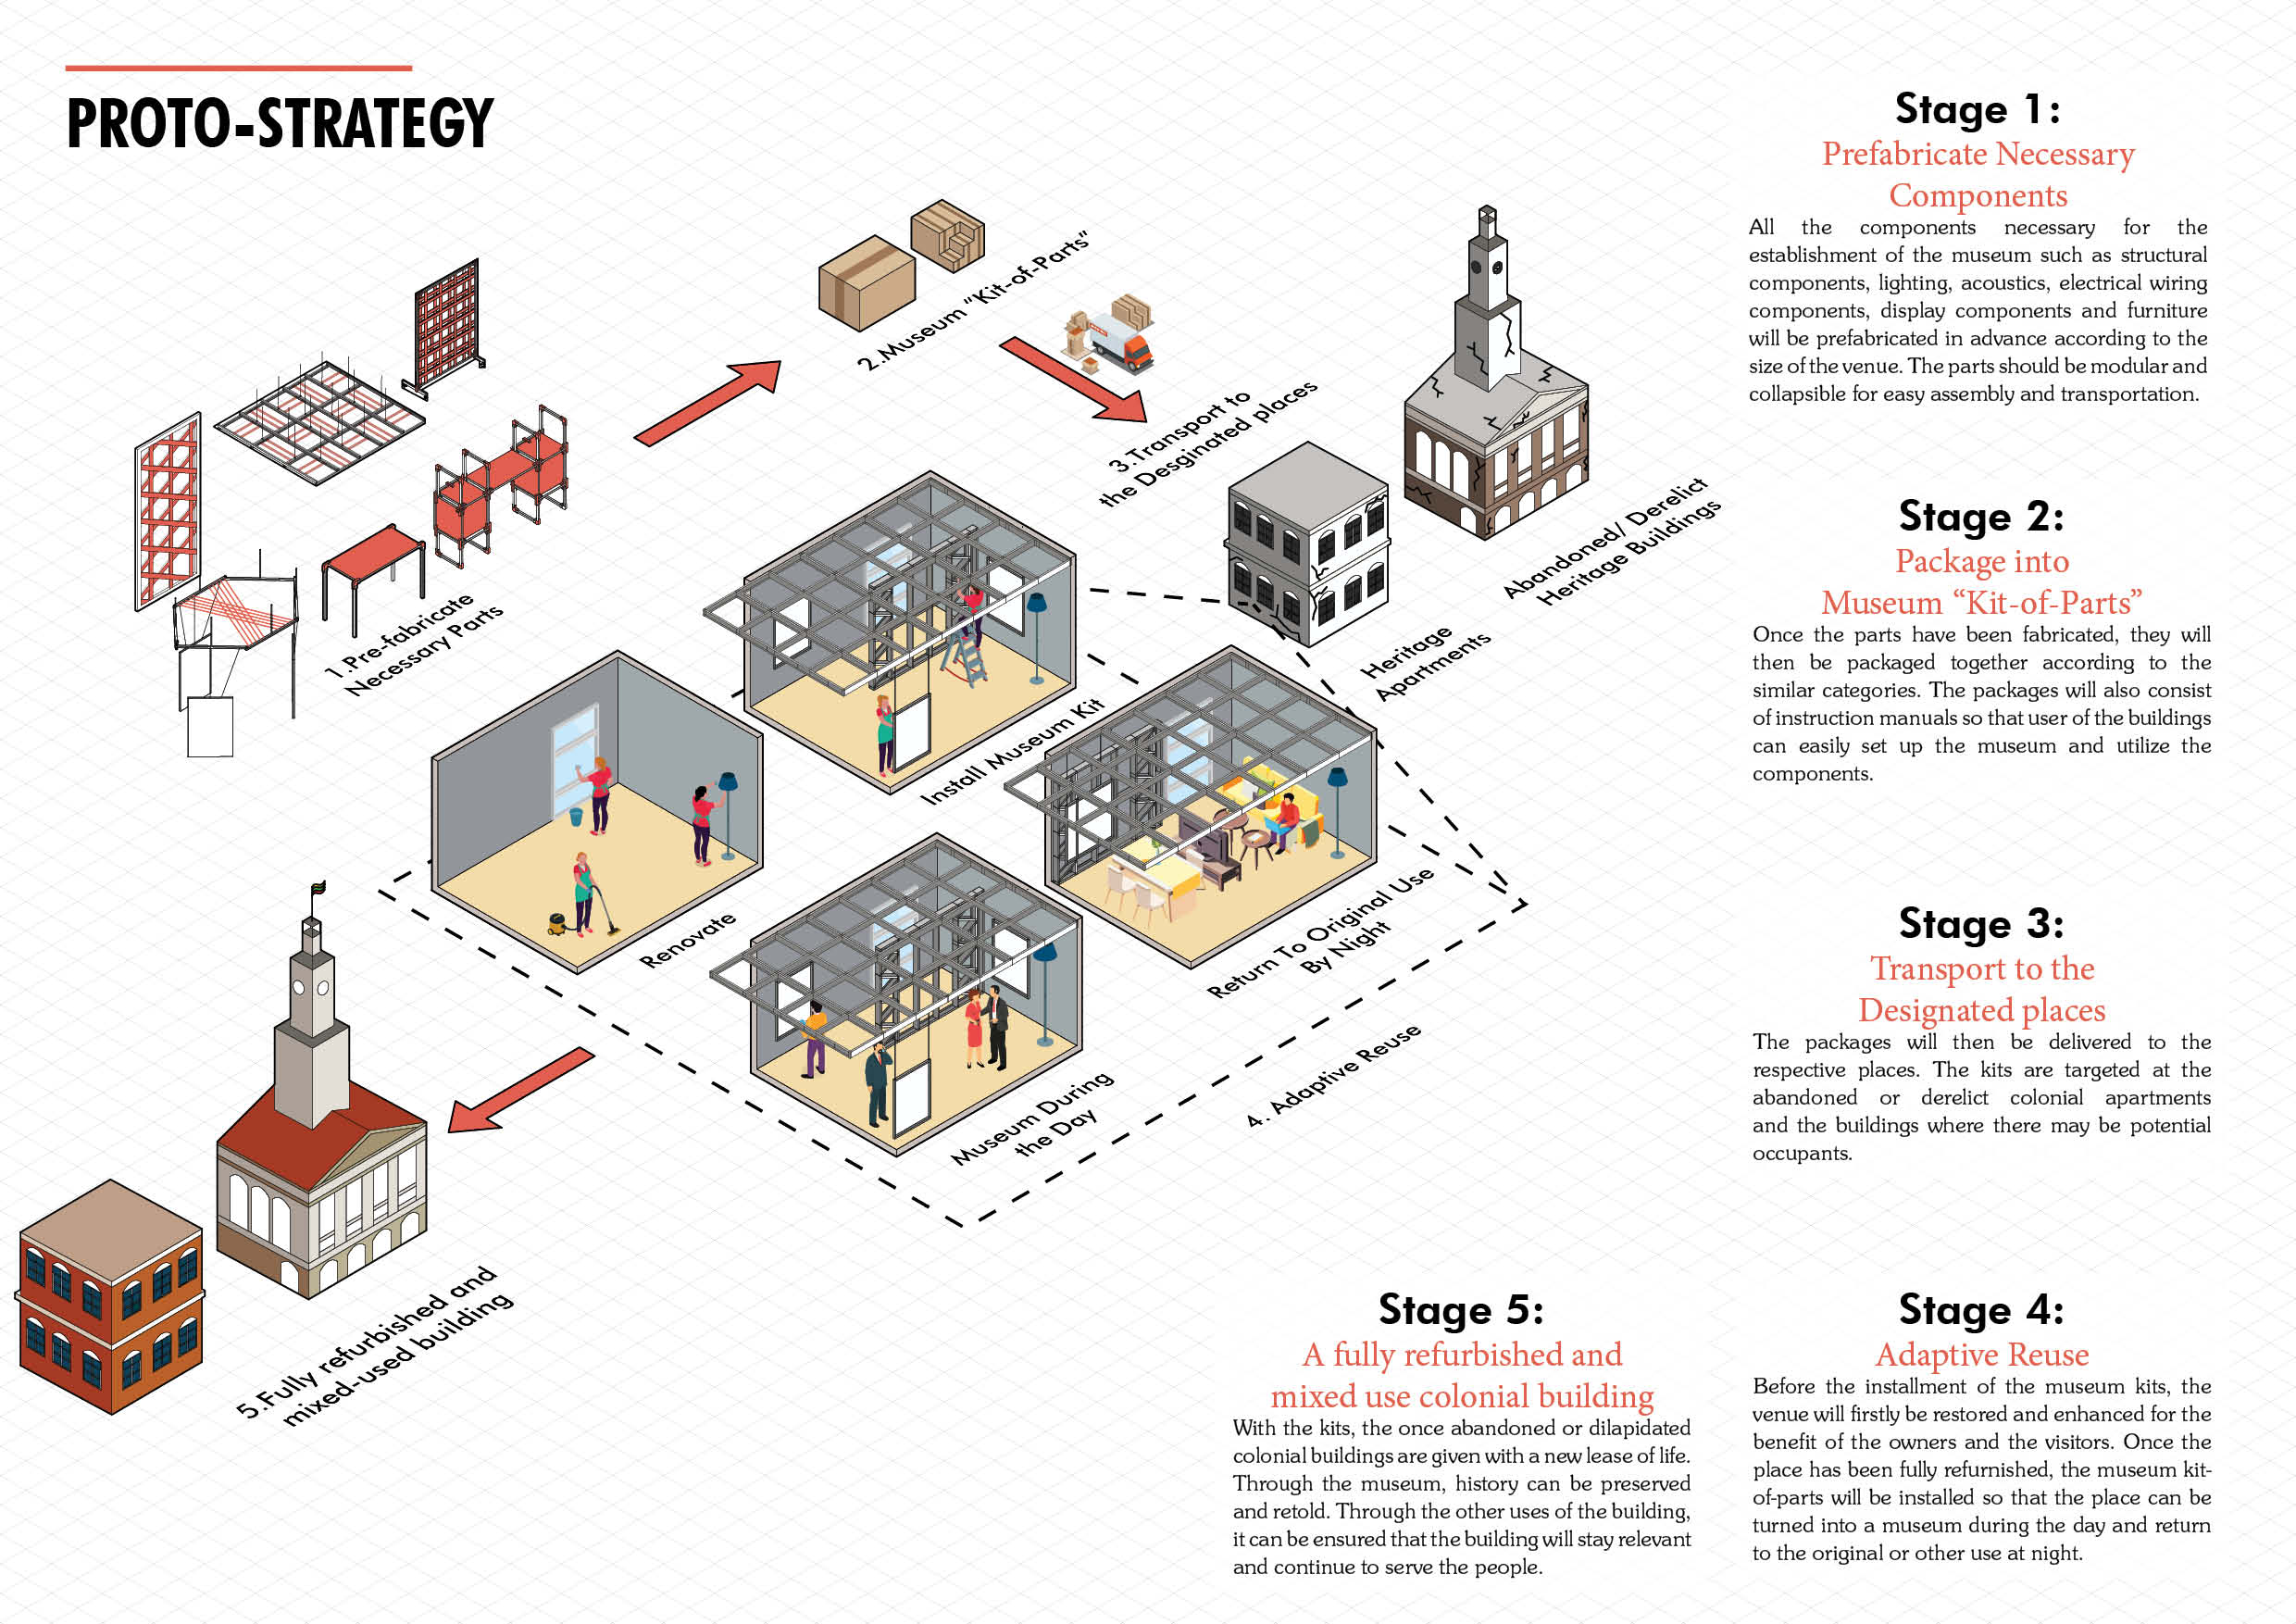 PROTO-STRATEGY
1.Pre-fabricate
Necessary Parts
2.Museum “Kit-of-Parts”
3.Transport to
the Desginated places
Abandoned/ Derelict
Heritage Buildings
Heritage
Apartments
Install Museum Kit
Renovate
Return To Original Use
By Night
Museum During
the Day
4. Adaptive Reuse
5.Fully refurbished and
mixed-used building
Stage 1:
Prefabricate Necessary
Components
All the components necessary for the
establishment of the museum such as structural
components, lighting, acoustics, electrical wiring
components, display components and furniture
will be prefabricated in advance according to the
size of the venue. The parts should be modular and
collapsible for easy assembly and transportation.
Stage 2:
Package into
Museum “Kit-of-Parts”
Once the parts have been fabricated, they will
then be packaged together according to the
similar categories. The packages will also consist
of instruction manuals so that user of the buildings
can easily set up the museum and utilize the
components.
Stage 3:
Transport to the
Designated places
The packages will then be delivered to the
respective places. The kits are targeted at the
abandoned or derelict colonial apartments
and the buildings where there may be potential
occupants.
Stage 4:
Adaptive Reuse
Before the installment of the museum kits, the
venue will firstly be restored and enhanced for the
benefit of the owners and the visitors. Once the
place has been fully refurnished, the museum kit-
of-parts will be installed so that the place can be
turned into a museum during the day and return
to the original or other use at night.
Stage 5:
A fully refurbished and
mixed use colonial building
With the kits, the once abandoned or dilapidated
colonial buildings are given with a new lease of life.
Through the museum, history can be preserved
and retold. Through the other uses of the building,
it can be ensured that the building will stay relevant
and continue to serve the people.